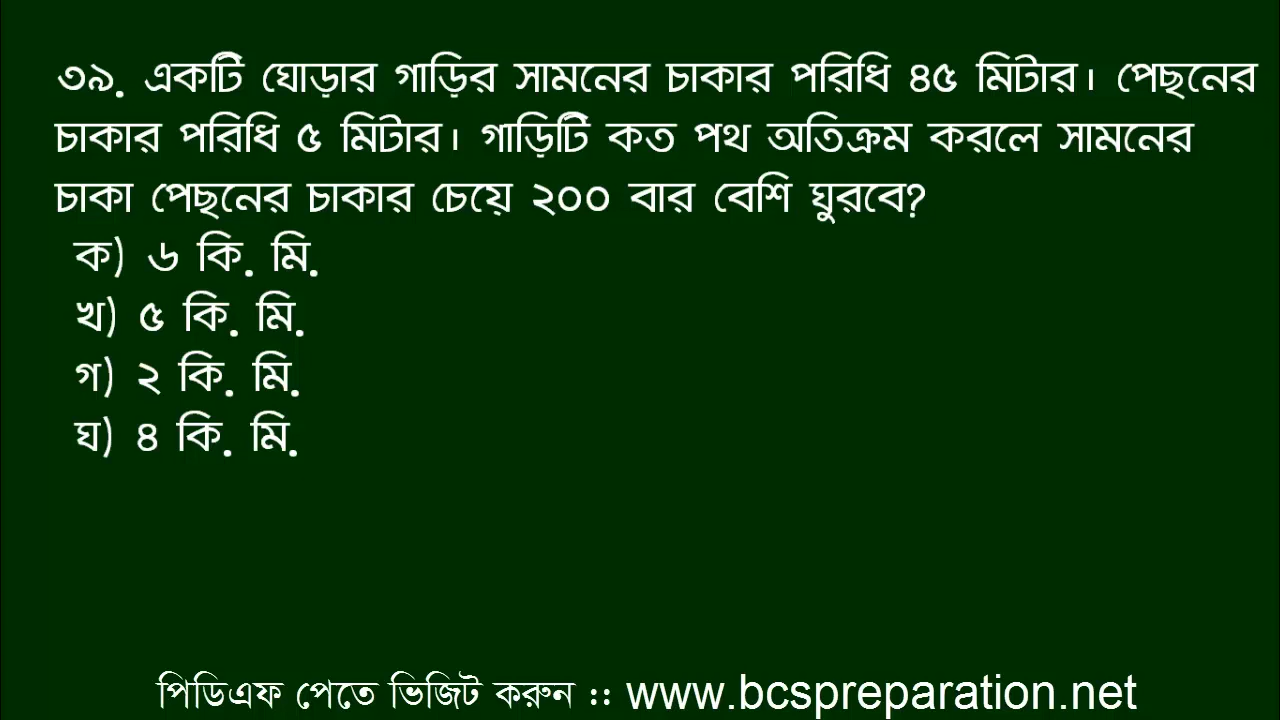 ৩৯. একটি ঘোড়ার গাড়ির সামনের চাকার পরিধি ৪৫ মিটার। পেছনের
চাকার পরিধি ৫ মিটার। গাড়িটি কত পথ অতিক্রম করলে সামনের
চাকা পেছনের চাকার চেয়ে ২০০ বার বেশি ঘুরবে?
ক) ৬ কি. মি.
খ) ৫ কি. মি.
গ) ২ কি. মি.
ঘ) ৪ কি. মি.
পিডিএফ পেতে ভিজিট করুন :: www.bcspreparation.net